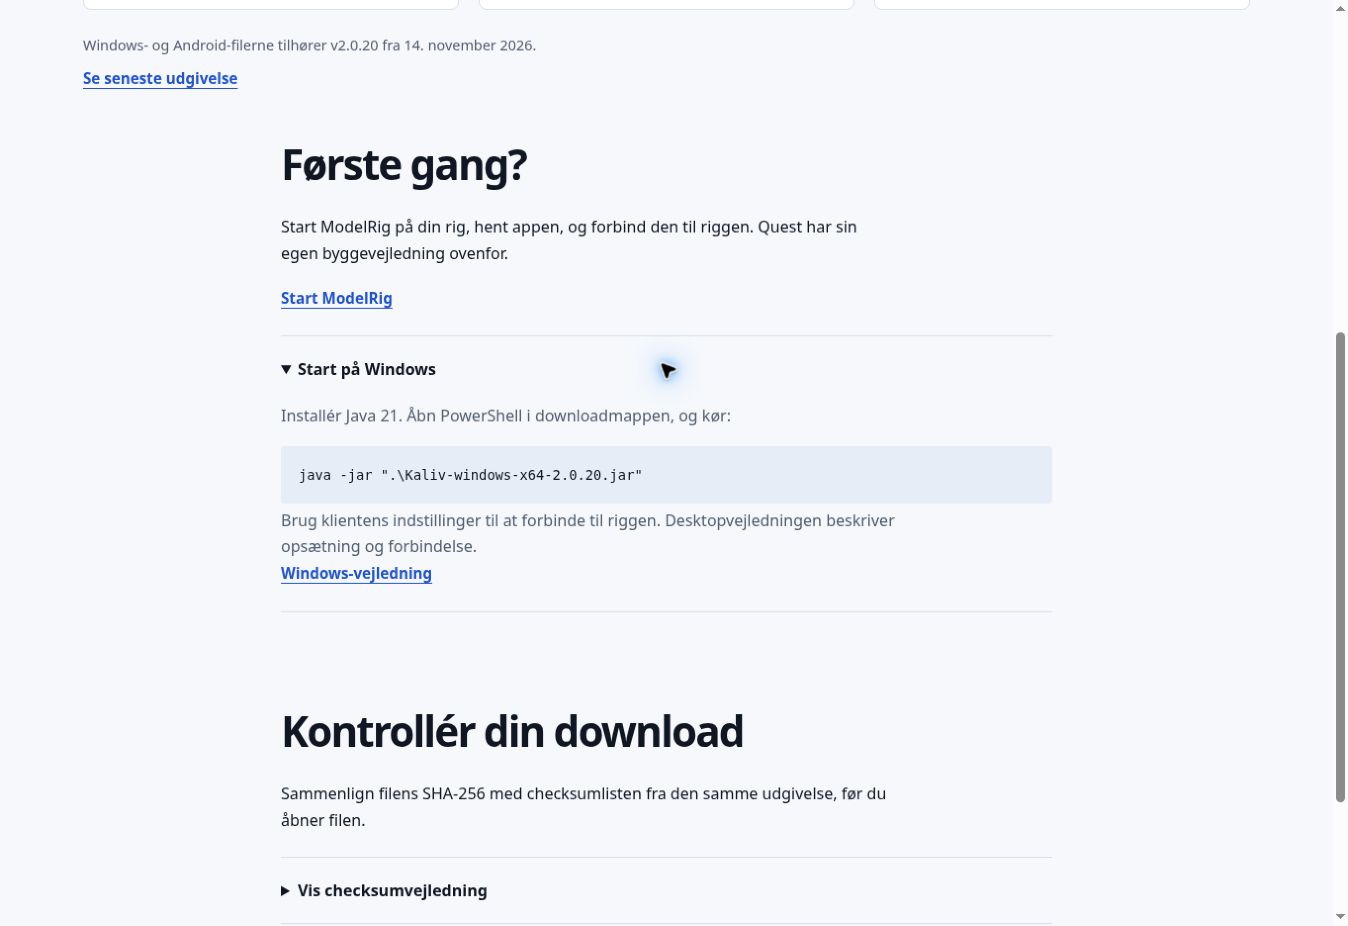 Windows- og Android-filerne tilhører v2.0.20 fra 14. november 2026.
Se seneste udgivelse
Første gang?
Start ModelRig på din rig, hent appen, og forbind den til riggen. Quest har sin
egen byggevejledning ovenfor.
Start ModelRig
Start på Windows
Installér Java 21. Åbn PowerShell i downloadmappen, og kør:
java -jar ".\Kaliv-windows-x64-2.0.20.jar"
Brug klientens indstillinger til at forbinde til riggen. Desktopvejledningen beskriver
opsætning og forbindelse.
Windows-vejledning
Kontrollér din download
Sammenlign filens SHA-256 med checksumlisten fra den samme udgivelse, før du
åbner filen.
Vis checksumvejledning